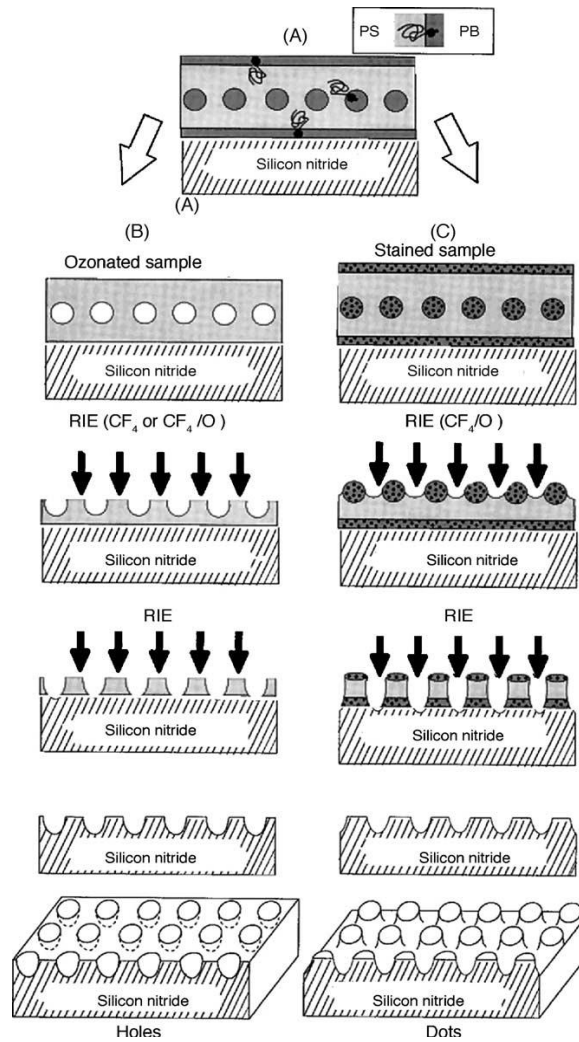 (A)
PS PB
Silicon nitride
(A)
(B)
Ozonated sample
Silicon nitride
RIE (CF4 or CF4 /O )
Silicon nitride
RIE
Silicon nitride
Silicon nitride
Silicon nitride
Holes
(C)
Stained sample
Silicon nitride
RIE (CF4/O )
Silicon nitride
RIE
Silicon nitride
Silicon nitride
Silicon nitride
Dots